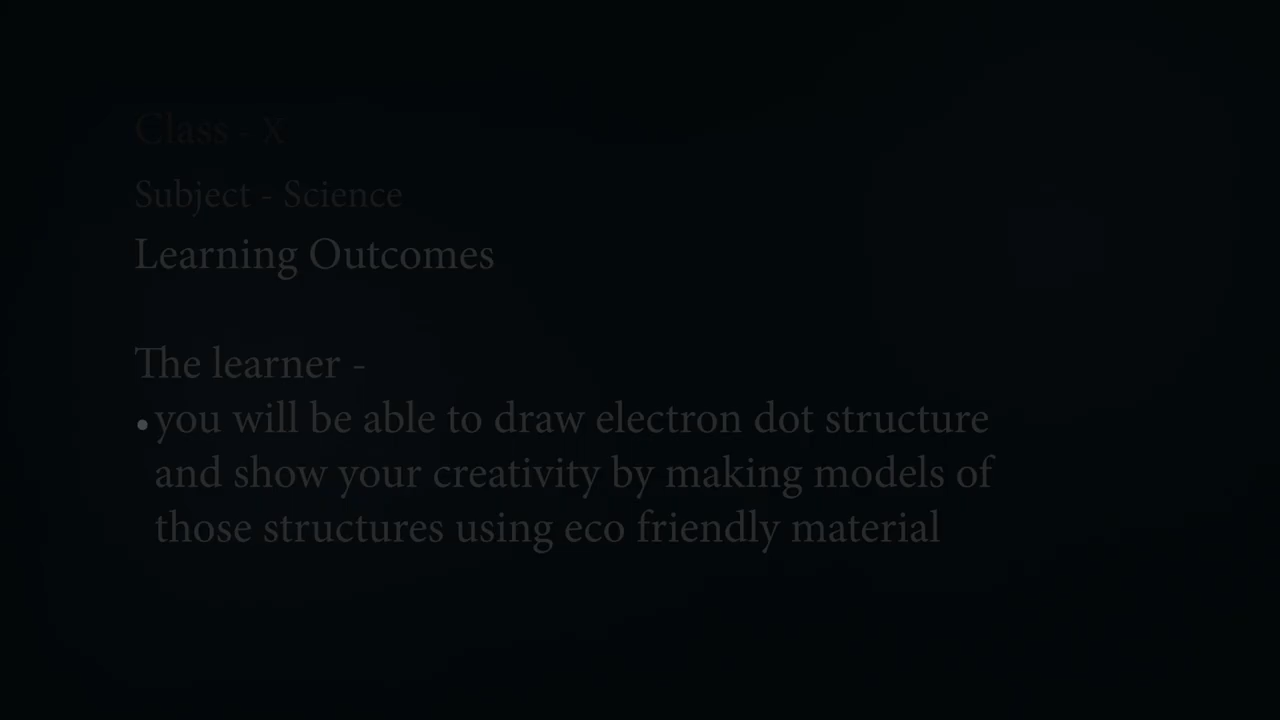 Class - X
Subject - Science
Learning Outcomes
The learner -
• you will be able to draw electron dot structure
and show your creativity by making models of
those structures using eco friendly material